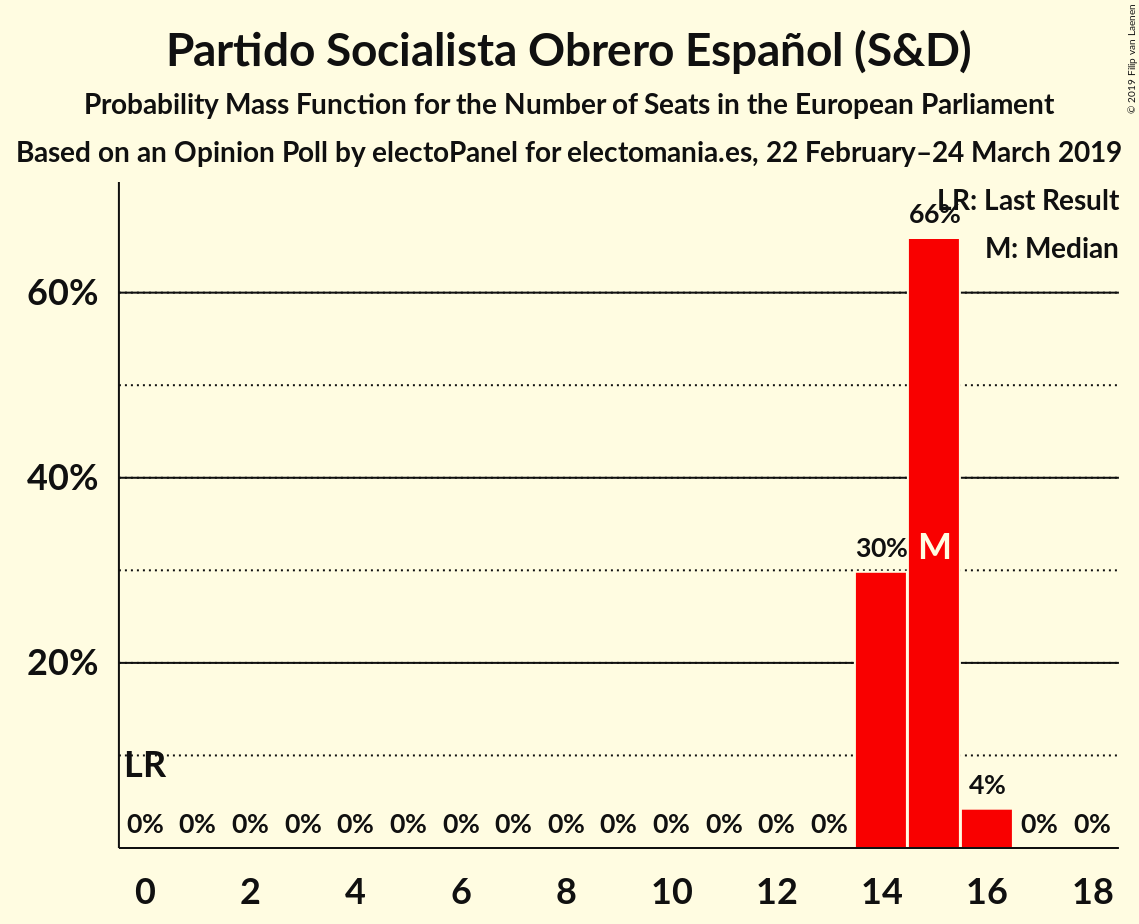 Partido Socialista Obrero Español (S&D)
Probability Mass Function for the Number of Seats in the European Parliament
Based on an Opinion Poll by electoPanel for electomania.es, 22 February–24 March 2019
© 2019 Filip van Laenen
LR: Last Result
M: Median
66%
60%
40%
30%
M
20%
LR
4%
0% 0% 0% 0% 0% 0% 0% 0% 0% 0% 0% 0% 0% 0% 0% 0%
0 2 4 6 8 10 12 14 16 18